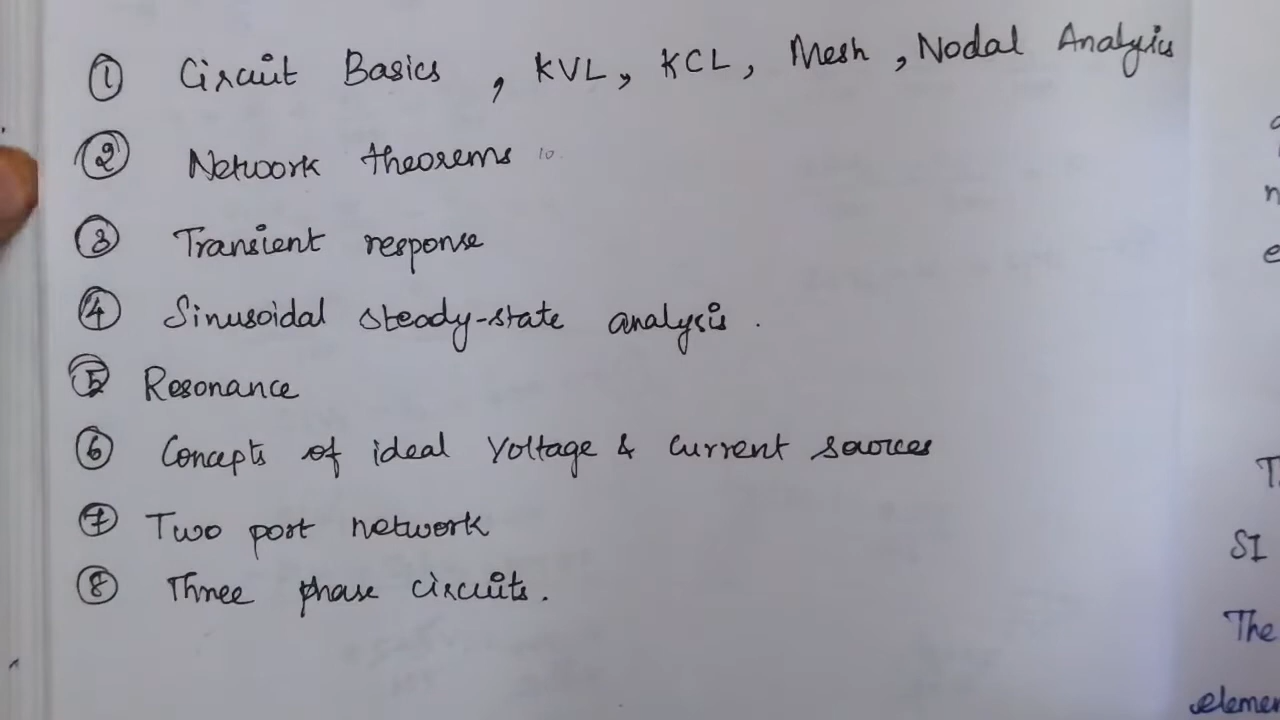 ① Circuit Basics , KVL, KCL, Mesh , Nodal Analysis
② Network theorems 10.
③ Transient response
④ Sinusoidal steady-state analysis .
⑤ Resonance
⑥ Concepts of ideal Voltage & Current sources
⑦ Two port network
⑧ Three phase circuits.
SI
The